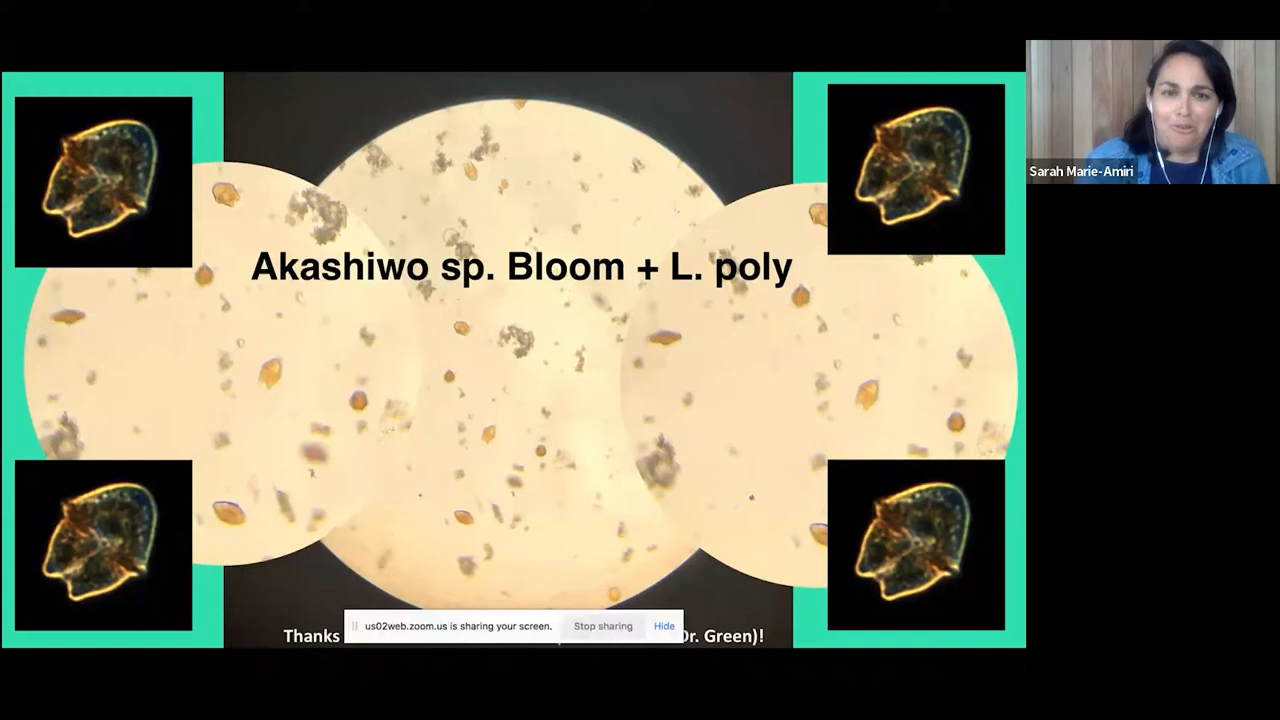 Sarah Marie-Amiri
Akashiwo sp. Bloom + L. poly
us02web.zoom.us is sharing your screen. Stop sharing Hide
Thanks Dr. Green)!